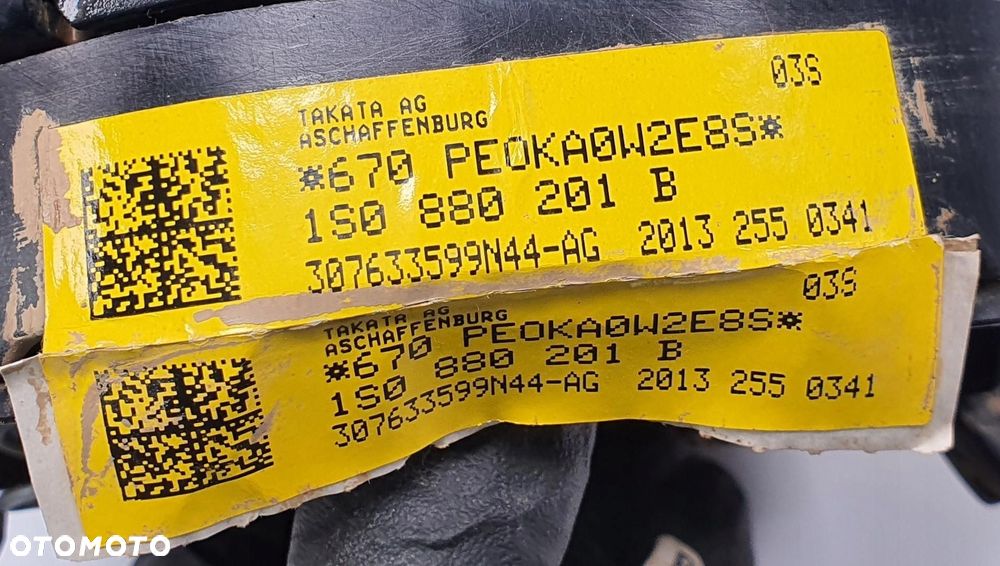 03S
TAKATA AG
ASCHAFFENBURG
*670 PEOKA0W2E8S*
1S0 880 201 B
307633599N44-AG 2013 255 0341
03S
TAKATA AG
ASCHAFFENBURG
*670 PEOKA0W2E8S*
1S0 880 201 B
307633599N44-AG 2013 255 0341
OTOMOTO